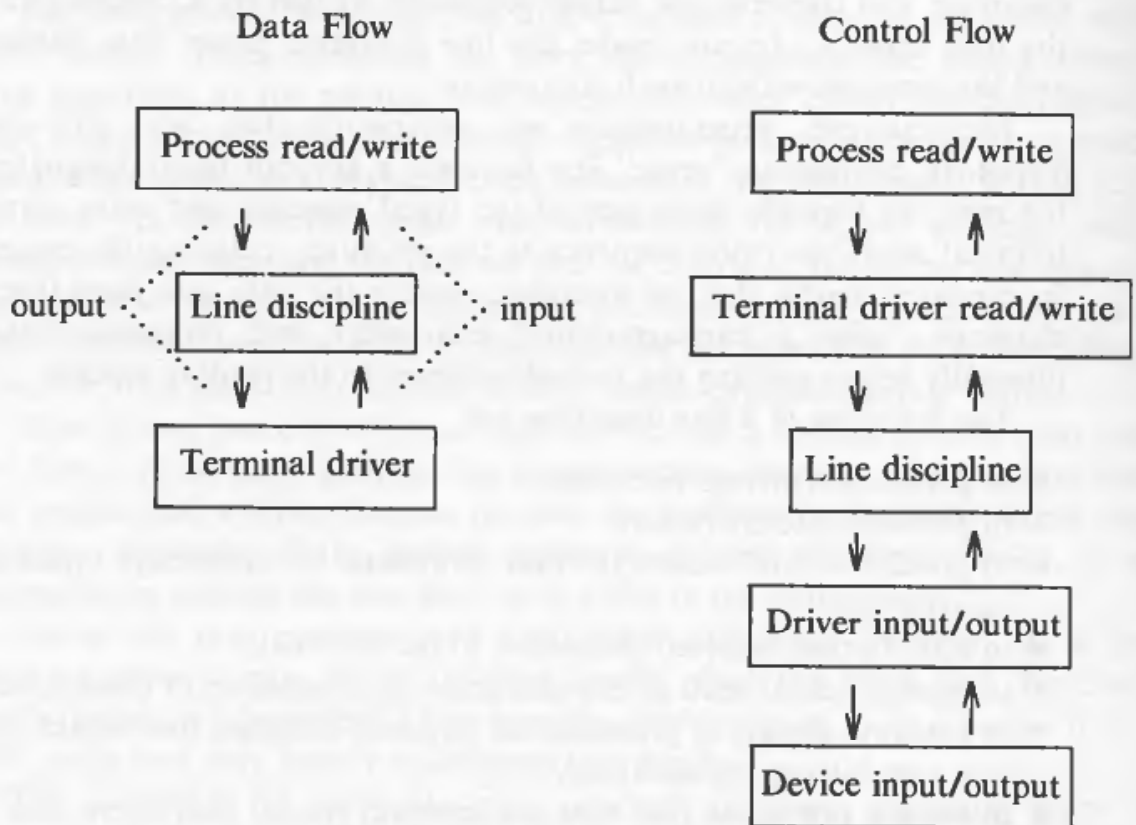 Data Flow
Control Flow
Process read/write
Process read/write
output
Line discipline
input
Terminal driver read/write
Terminal driver
Line discipline
Driver input/output
Device input/output